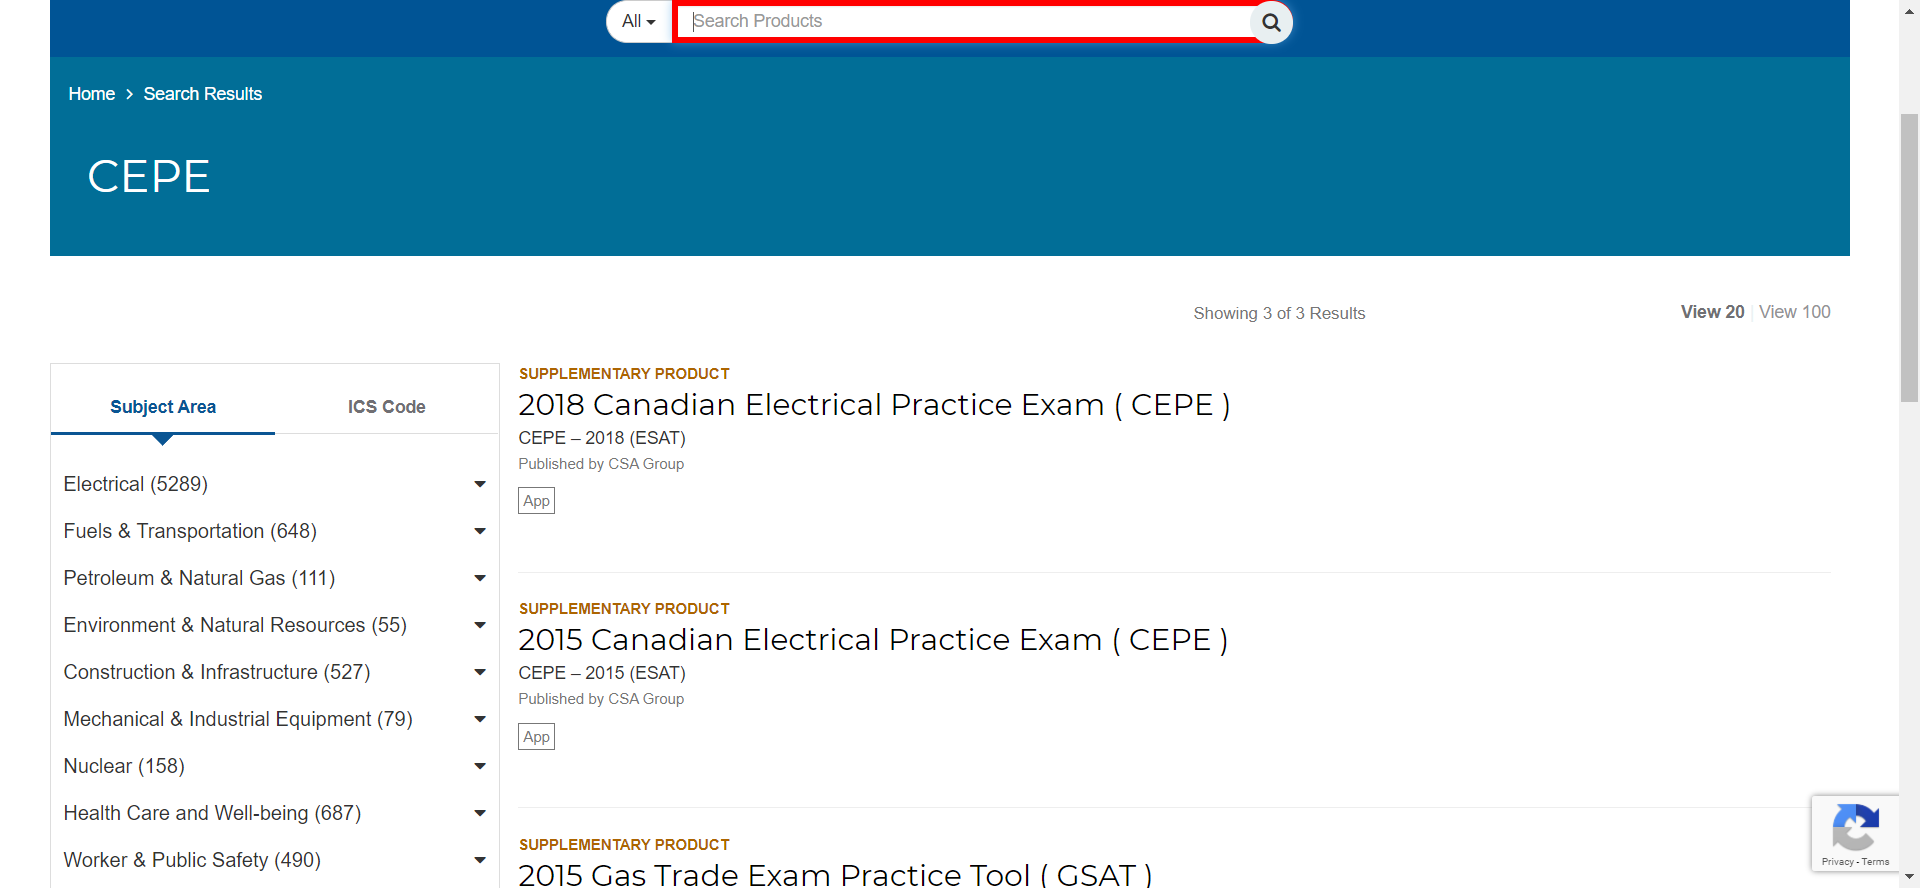 All
Search Products
Home > Search Results
CEPE
Showing 3 of 3 Results
View 20 | View 100
Subject Area
ICS Code
Electrical (5289)
Fuels & Transportation (648)
Petroleum & Natural Gas (111)
Environment & Natural Resources (55)
Construction & Infrastructure (527)
Mechanical & Industrial Equipment (79)
Nuclear (158)
Health Care and Well-being (687)
Worker & Public Safety (490)
SUPPLEMENTARY PRODUCT
2018 Canadian Electrical Practice Exam ( CEPE )
CEPE – 2018 (ESAT)
Published by CSA Group
App
SUPPLEMENTARY PRODUCT
2015 Canadian Electrical Practice Exam ( CEPE )
CEPE – 2015 (ESAT)
Published by CSA Group
App
SUPPLEMENTARY PRODUCT
2015 Gas Trade Exam Practice Tool ( GSAT )
Privacy - Terms